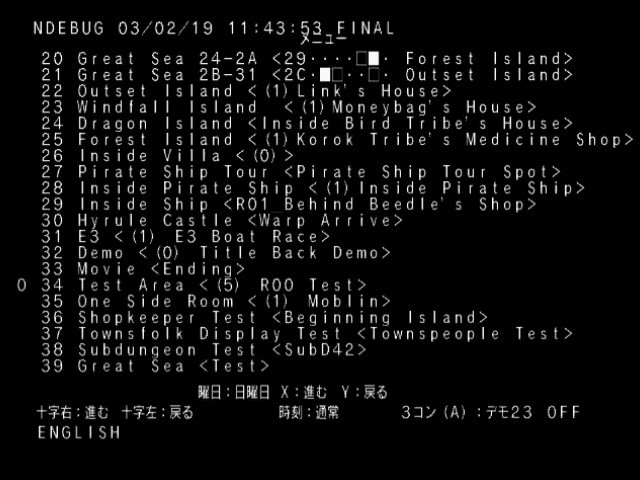 NDEBUG 03/02/19 11:43:53 FINAL
メニュー
20 Great Sea 24-2A <29････□■･ Forest Island>
21 Great Sea 2B-31 <2C･■□･･□･ Outset Island>
22 Outset Island <(1)Link's House>
23 Windfall Island <(1)Moneybag's House>
24 Dragon Island <Inside Bird Tribe's House>
25 Forest Island <(1)Korok Tribe's Medicine Shop>
26 Inside Villa <(0)>
27 Pirate Ship Tour <Pirate Ship Tour Spot>
28 Inside Pirate Ship <(1)Inside Pirate Ship>
29 Inside Ship <R01_Behind Beedle's Shop>
30 Hyrule Castle <Warp Arrive>
31 E3 <(1) E3 Boat Race>
32 Demo <(0) Title Back Demo>
33 Movie <Ending>
0 34 Test Area <(5) R00 Test>
35 One Side Room <(1) Moblin>
36 Shopkeeper Test <Beginning Island>
37 Townsfolk Display Test <Townspeople Test>
38 Subdungeon Test <SubD42>
39 Great Sea <Test>
曜日:日曜日 X:進む Y:戻る
十字右:進む 十字左:戻る 時刻:通常 3コン(A):デモ23 OFF
ENGLISH